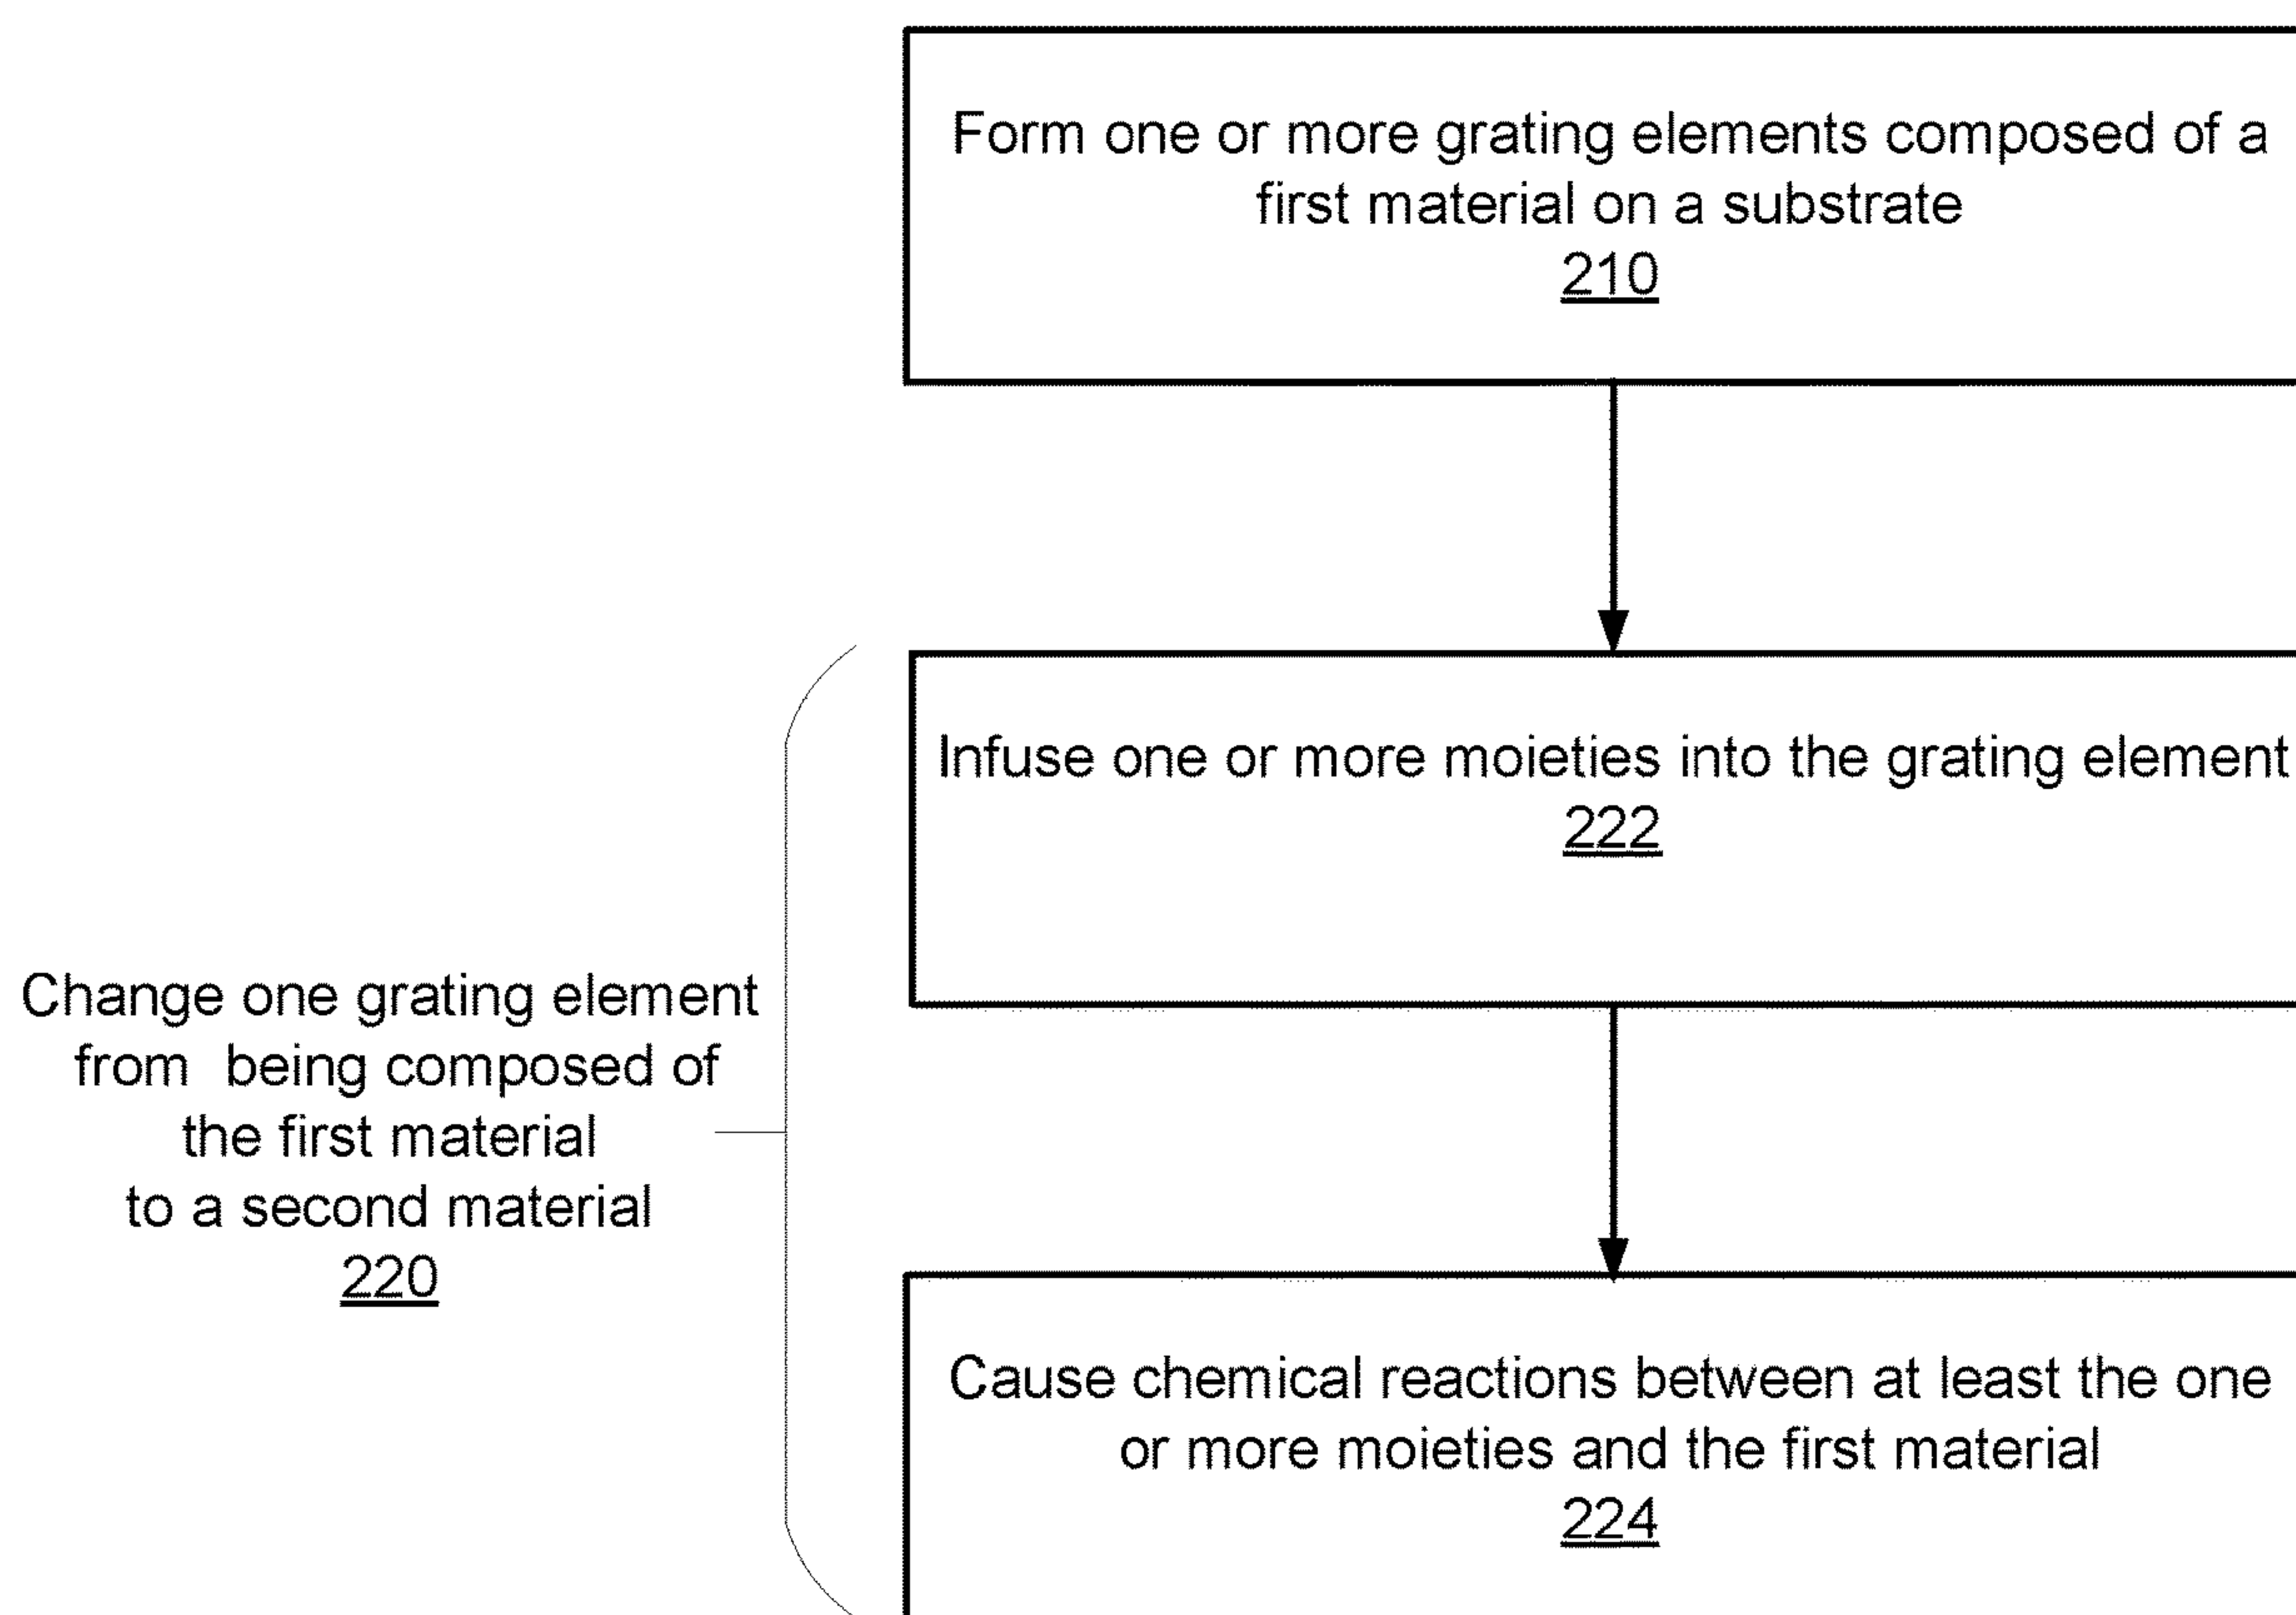 Form one or more grating elements composed of a
first material on a substrate
210
Infuse one or more moieties into the grating element
222
Change one grating element
from being composed of
the first material
to a second material
220
Cause chemical reactions between at least the one
or more moieties and the first material
224